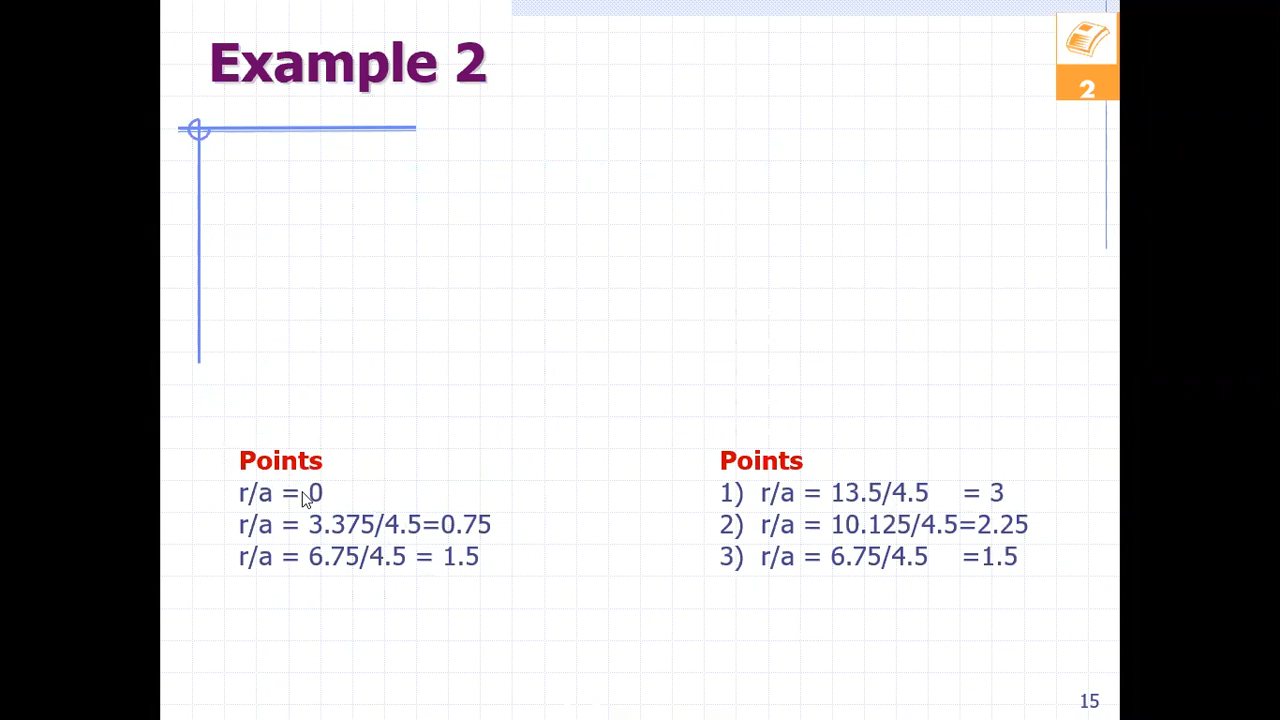 Example 2
2
Points
r/a = 0
r/a = 3.375/4.5=0.75
r/a = 6.75/4.5 = 1.5
Points
1) r/a = 13.5/4.5 = 3
2) r/a = 10.125/4.5=2.25
3) r/a = 6.75/4.5 =1.5
15